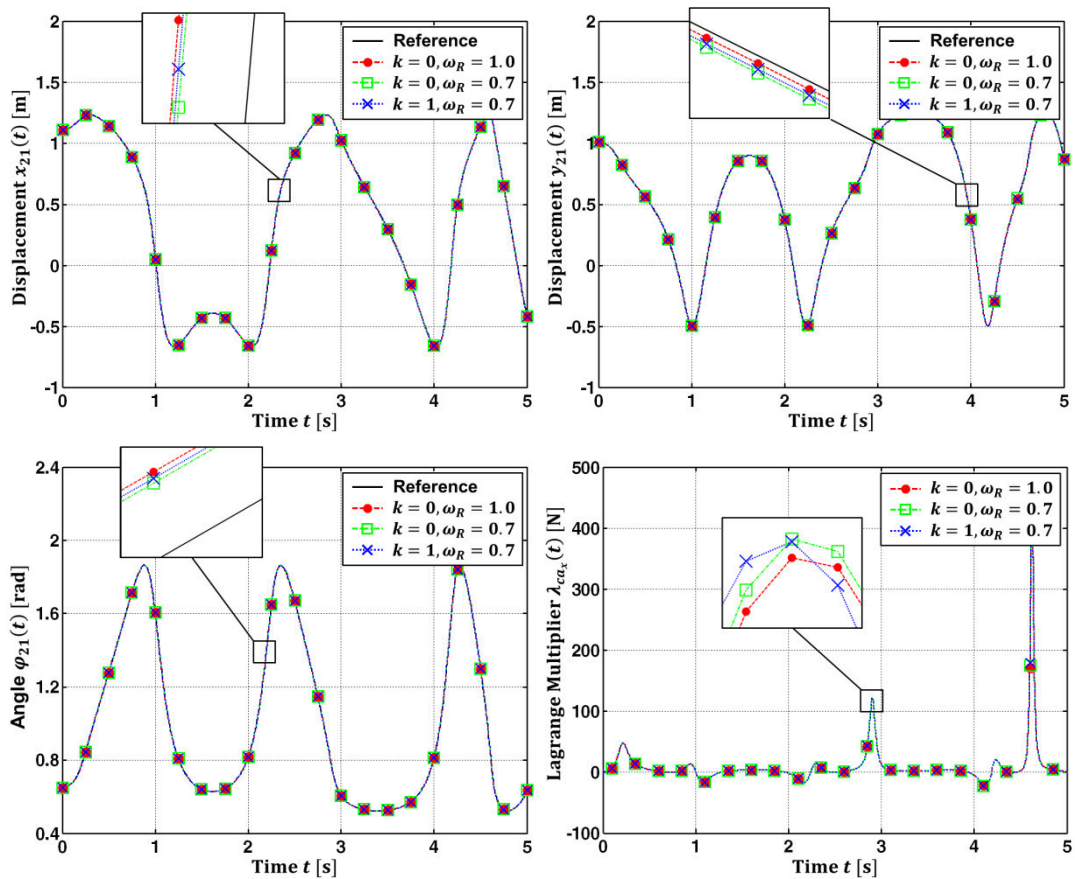 Displacement x₂₁(t) [m]
2
1.5
1
0.5
0
-0.5
-1
0 1 2 3 4 5
Time t [s]
Reference
k = 0, ω_R = 1.0
k = 0, ω_R = 0.7
k = 1, ω_R = 0.7
Displacement y₂₁(t) [m]
2
1.5
1
0.5
0
-0.5
-1
0 1 2 3 4 5
Time t [s]
Reference
k = 0, ω_R = 1.0
k = 0, ω_R = 0.7
k = 1, ω_R = 0.7
Angle φ₂₁(t) [rad]
2.4
2
1.6
1.2
0.8
0.4
0 1 2 3 4 5
Time t [s]
Reference
k = 0, ω_R = 1.0
k = 0, ω_R = 0.7
k = 1, ω_R = 0.7
Lagrange Multiplier λ_{ca_x}(t) [N]
500
400
300
200
100
0
-100
0 1 2 3 4 5
Time t [s]
k = 0, ω_R = 1.0
k = 0, ω_R = 0.7
k = 1, ω_R = 0.7